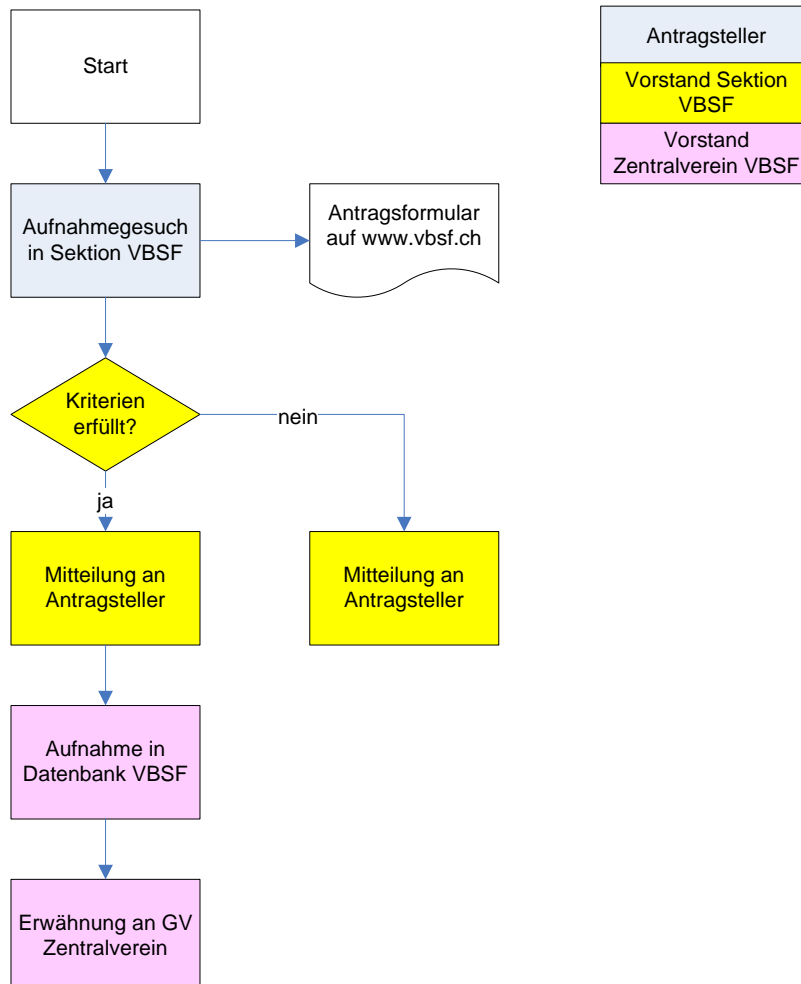 Start
Antragsteller
Vorstand Sektion
VBSF
Vorstand
Zentralverein VBSF
Aufnahmegesuch
in Sektion VBSF
Antragsformular
auf www.vbsf.ch
Kriterien
erfüllt?
nein
ja
Mitteilung an
Antragsteller
Mitteilung an
Antragsteller
Aufnahme in
Datenbank VBSF
Erwähnung an GV
Zentralverein